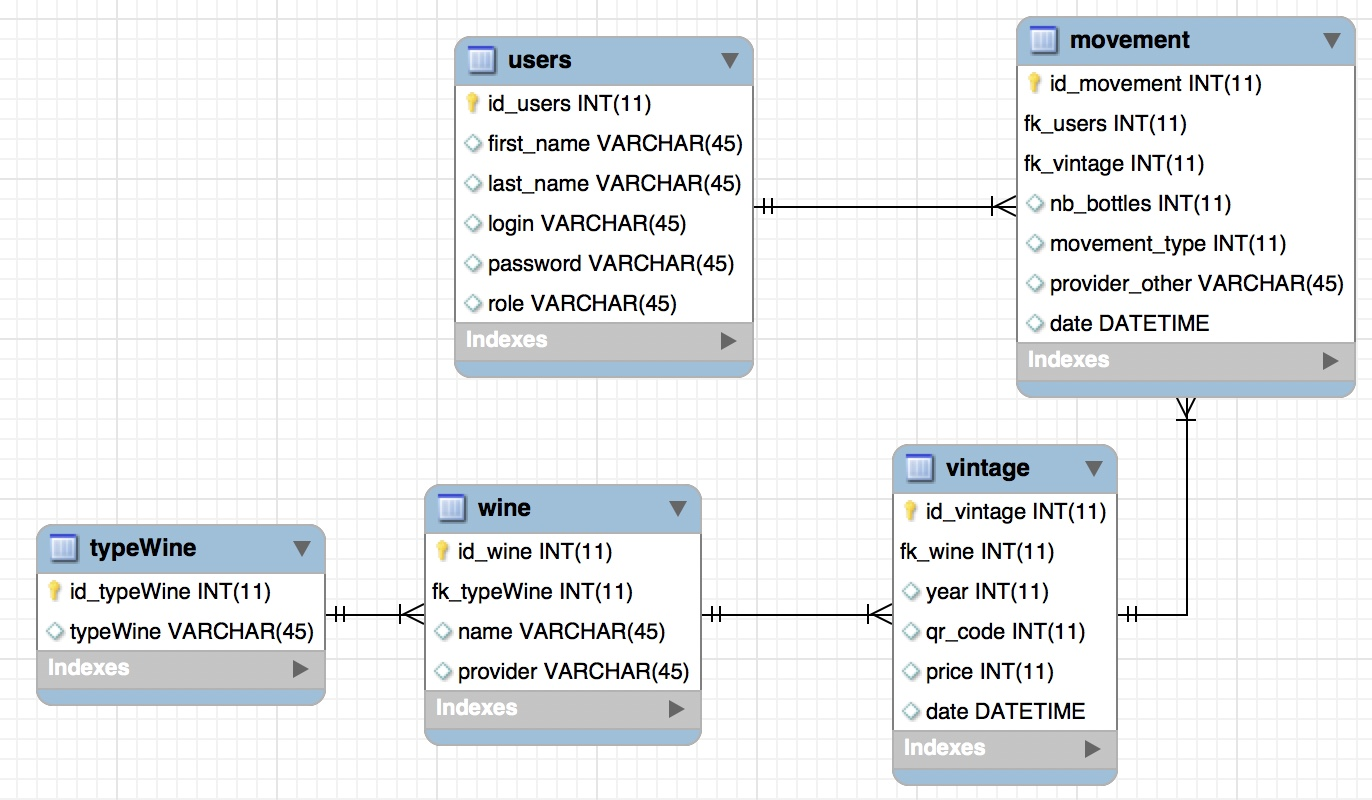 users
id_users INT(11)
first_name VARCHAR(45)
last_name VARCHAR(45)
login VARCHAR(45)
password VARCHAR(45)
role VARCHAR(45)
Indexes
movement
id_movement INT(11)
fk_users INT(11)
fk_vintage INT(11)
nb_bottles INT(11)
movement_type INT(11)
provider_other VARCHAR(45)
date DATETIME
Indexes
typeWine
id_typeWine INT(11)
typeWine VARCHAR(45)
Indexes
wine
id_wine INT(11)
fk_typeWine INT(11)
name VARCHAR(45)
provider VARCHAR(45)
Indexes
vintage
id_vintage INT(11)
fk_wine INT(11)
year INT(11)
qr_code INT(11)
price INT(11)
date DATETIME
Indexes